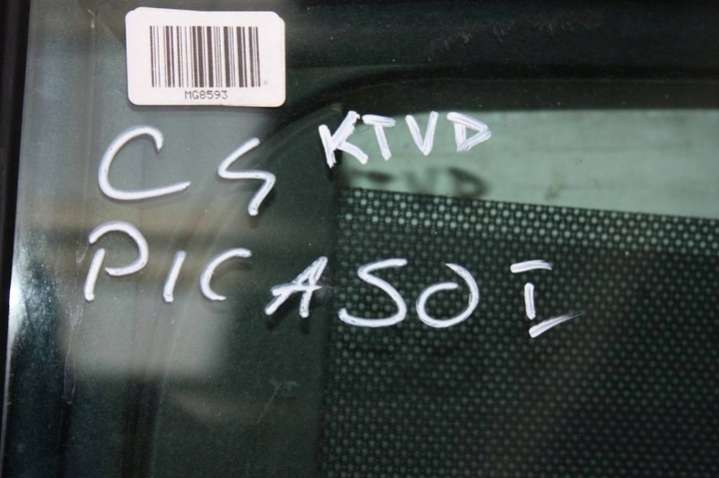 MG8593
C4 KTVD
PICASO I